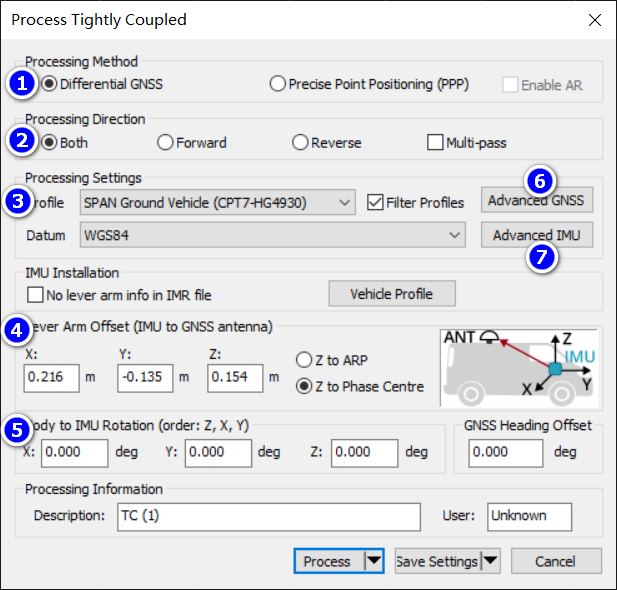 Process Tightly Coupled
Processing Method
1 Differential GNSS Precise Point Positioning (PPP) Enable AR
Processing Direction
2 Both Forward Reverse Multi-pass
Processing Settings
6
3 rofile SPAN Ground Vehicle (CPT7-HG4930) Filter Profiles Advanced GNSS
Datum WGS84 Advanced IMU
7
IMU Installation
No lever arm info in IMR file Vehicle Profile
4 ever Arm Offset (IMU to GNSS antenna)
X: Y: Z:
0.216 m -0.135 m 0.154 m
Z to ARP
Z to Phase Centre
ANT Z
IMU
X Y
5 ody to IMU Rotation (order: Z, X, Y) GNSS Heading Offset
X: 0.000 deg Y: 0.000 deg Z: 0.000 deg 0.000 deg
Processing Information
Description: TC (1) User: Unknown
Process Save Settings Cancel